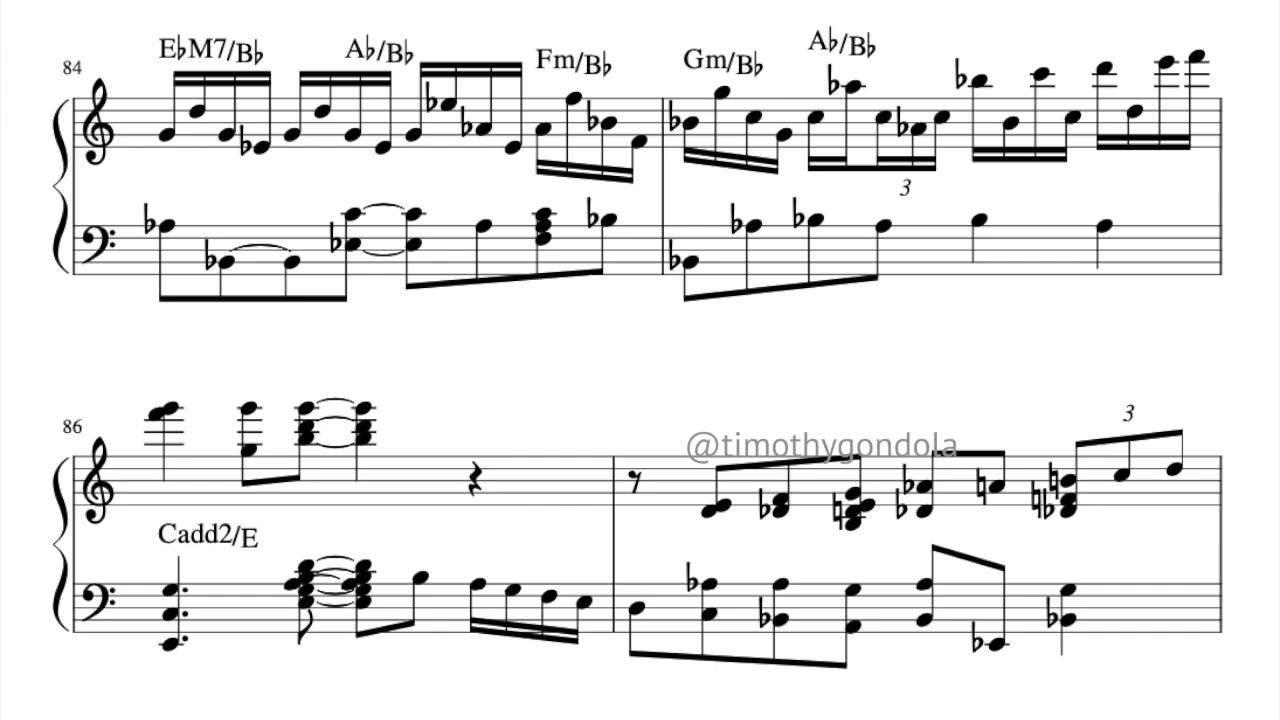 84
E♭M7/B♭ A♭/B♭ Fm/B♭ Gm/B♭ A♭/B♭
3
86
3
@timothygondola
Cadd2/E